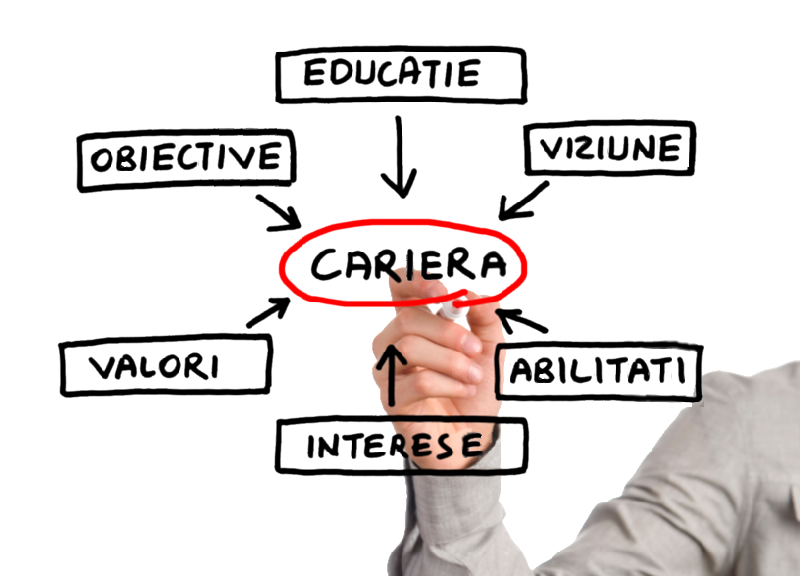 EDUCATIE
OBIECTIVE
VIZIUNE
CARIERA
VALORI
ABILITATI
INTERESE